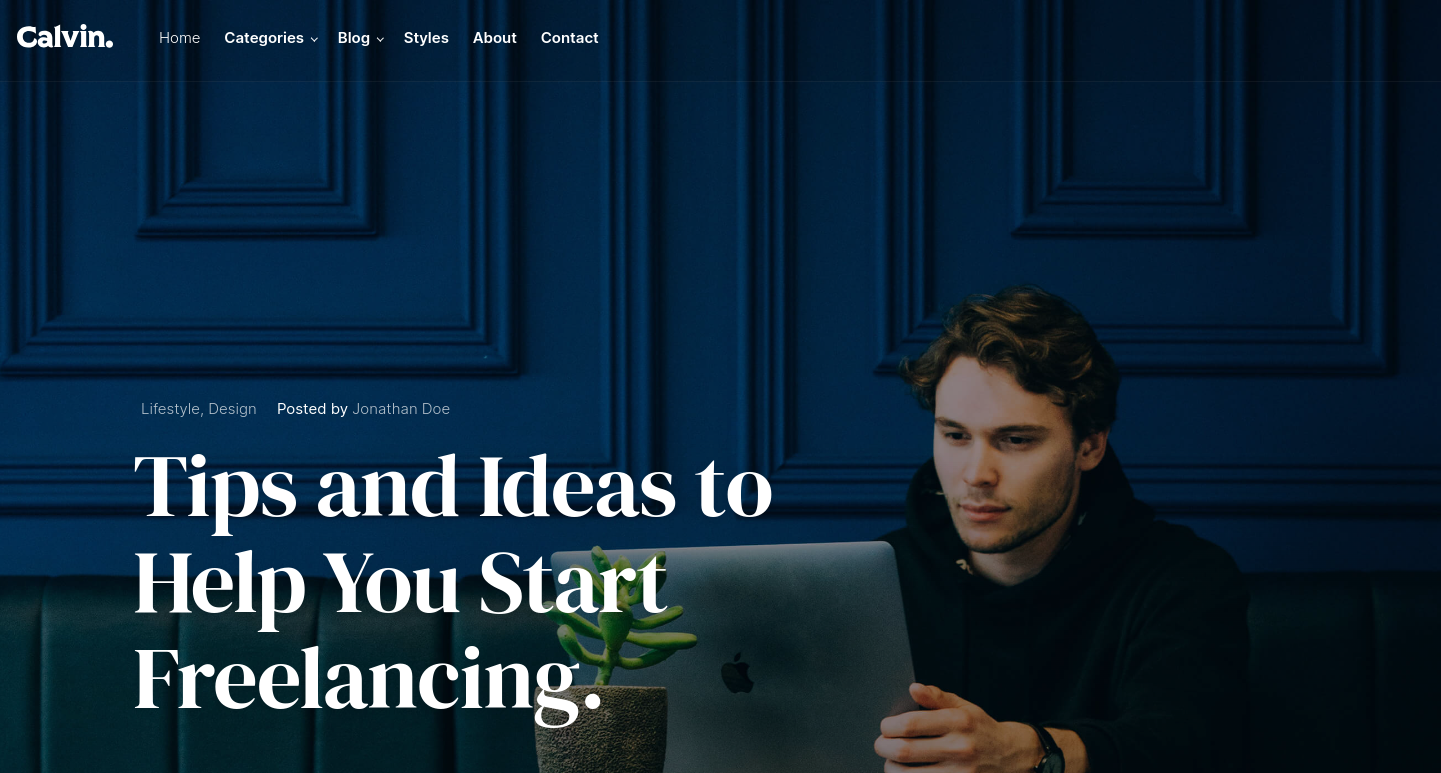 Calvin. Home Categories Blog Styles About Contact
Lifestyle, Design Posted by Jonathan Doe
Tips and Ideas to
Help You Start
Freelancing.